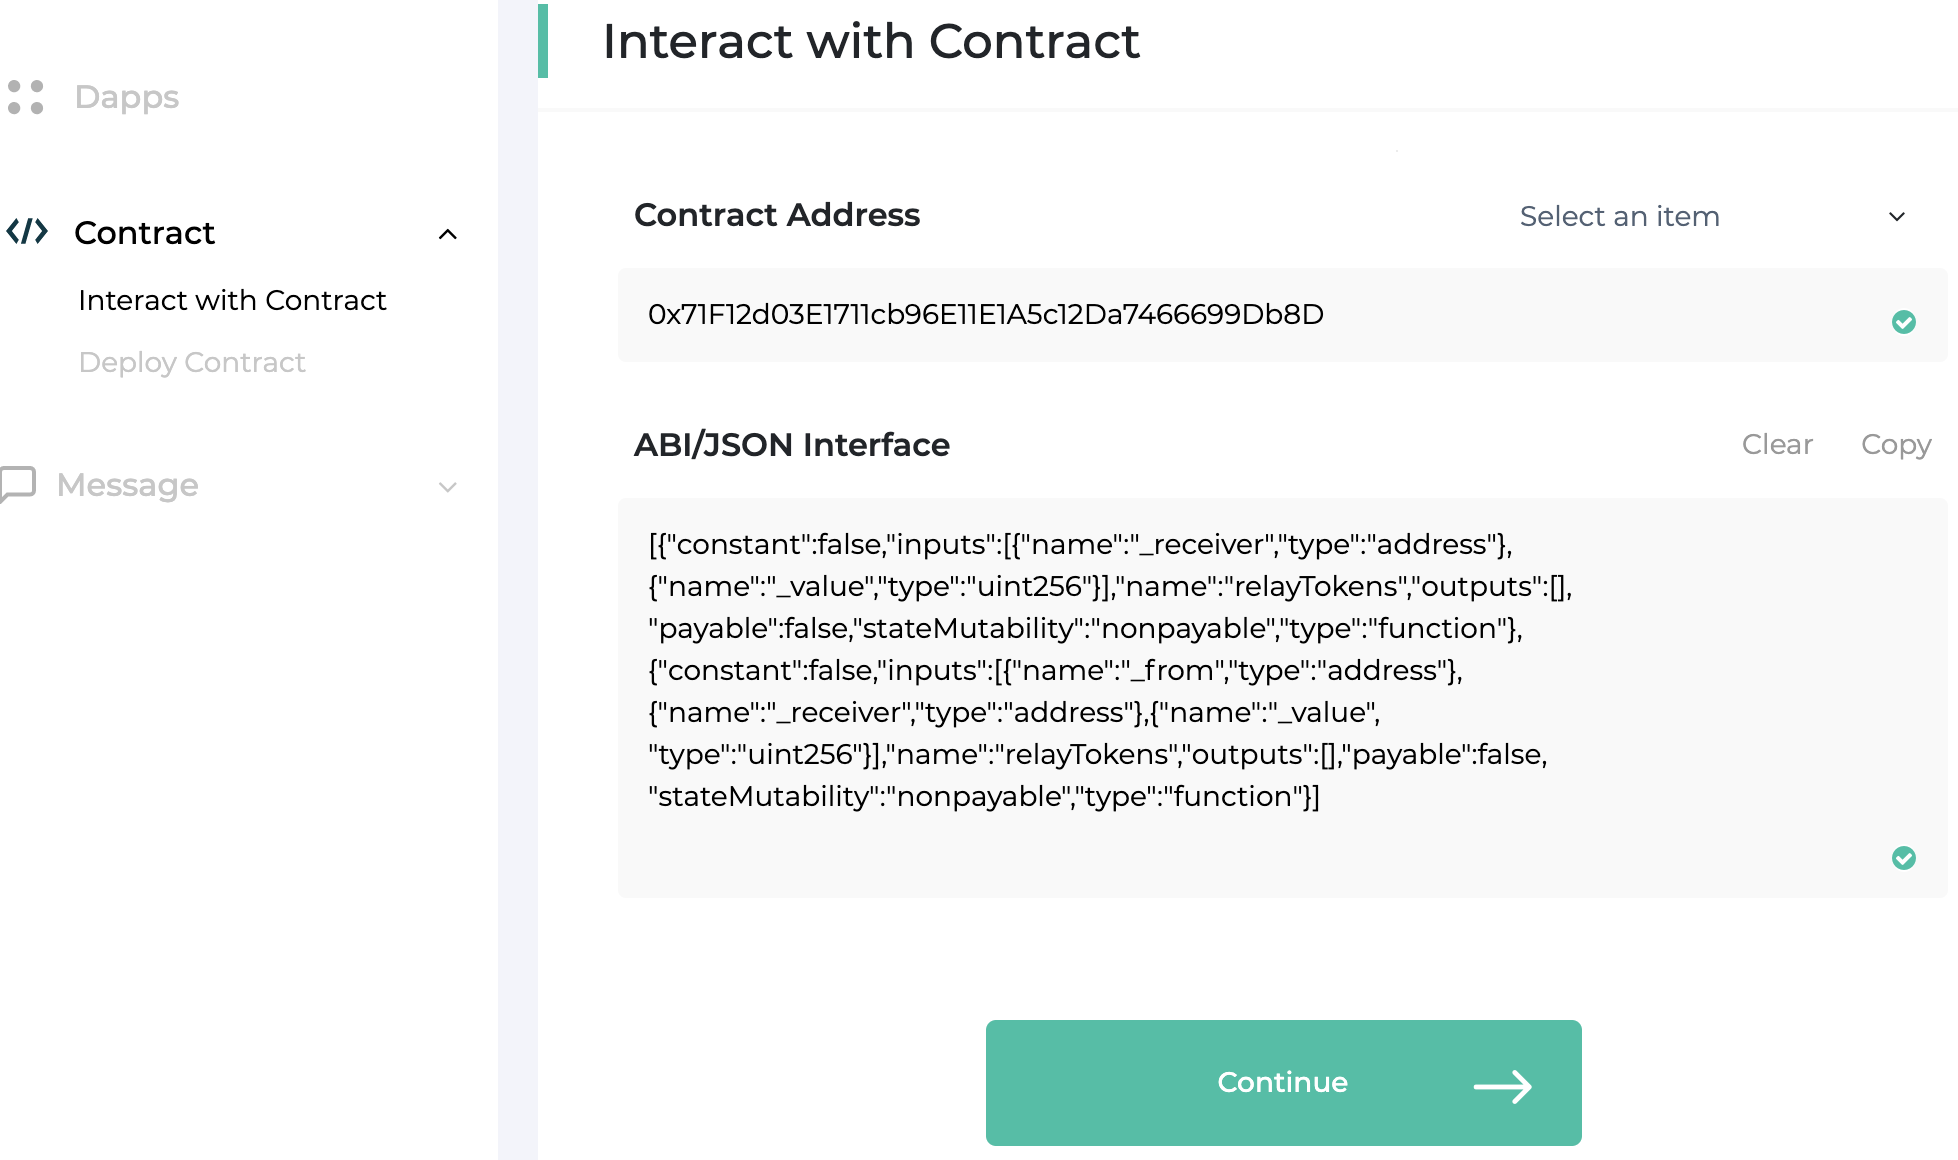 Dapps
Contract
Interact with Contract
Deploy Contract
Message
Interact with Contract
Contract Address
Select an item
0x71F12d03E1711cb96E11E1A5c12Da7466699Db8D
ABI/JSON Interface
Clear
Copy
[{"constant":false,"inputs":[{"name":"_receiver","type":"address"},
{"name":"_value","type":"uint256"}],"name":"relayTokens","outputs":[],
"payable":false,"stateMutability":"nonpayable","type":"function"},
{"constant":false,"inputs":[{"name":"_from","type":"address"},
{"name":"_receiver","type":"address"},{"name":"_value",
"type":"uint256"}],"name":"relayTokens","outputs":[],"payable":false,
"stateMutability":"nonpayable","type":"function"}]
Continue